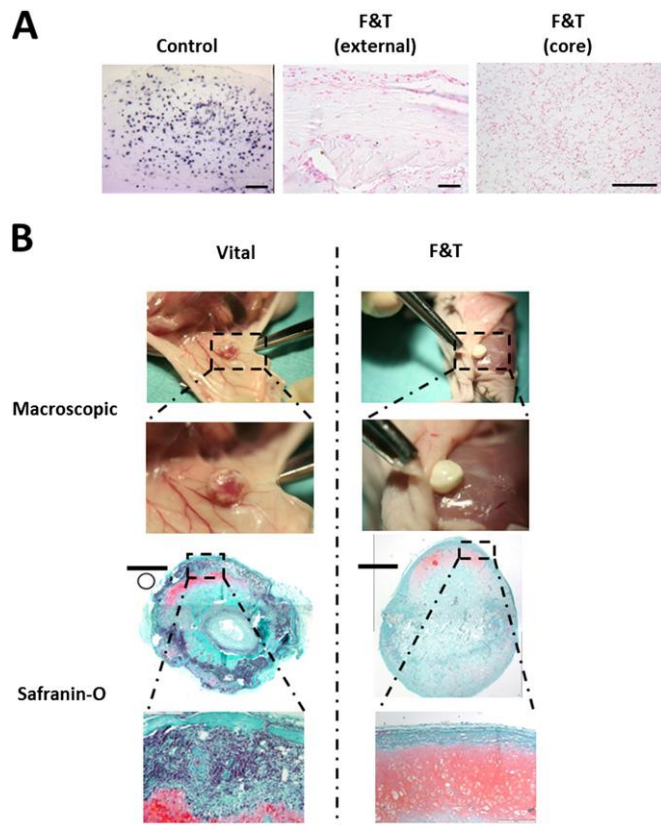 A
Control
F&T
(external)
F&T
(core)
B
Vital
F&T
Macroscopic
Safranin-O